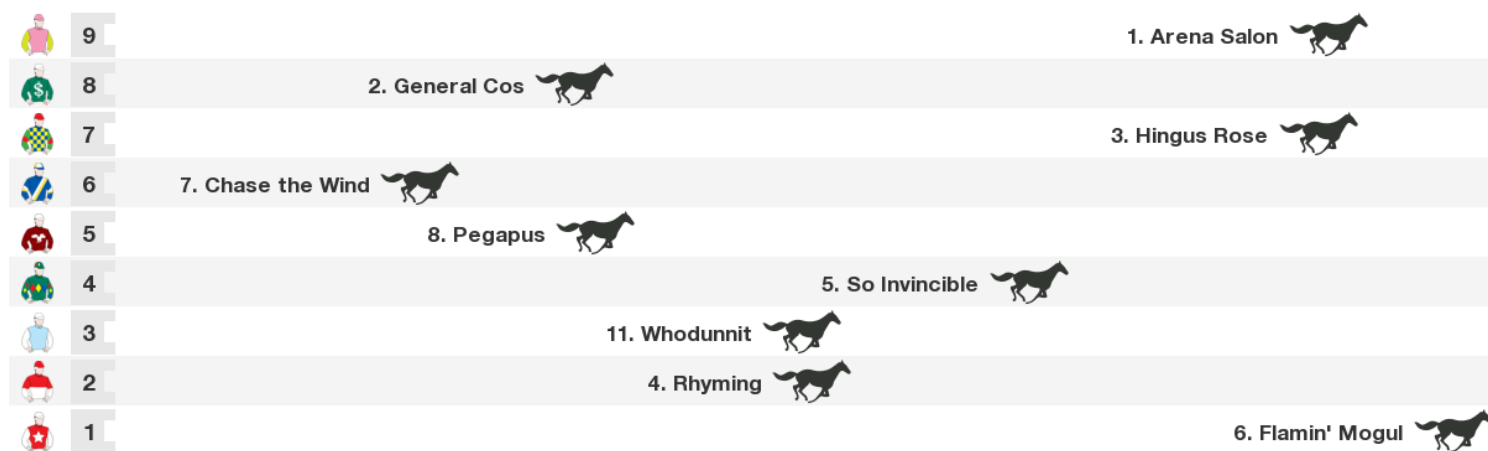 9 1. Arena Salon
$ 8 2. General Cos
7 3. Hingus Rose
6 7. Chase the Wind
5 8. Pegapus
4 5. So Invincible
3 11. Whodunnit
2 4. Rhyming
1 6. Flamin' Mogul